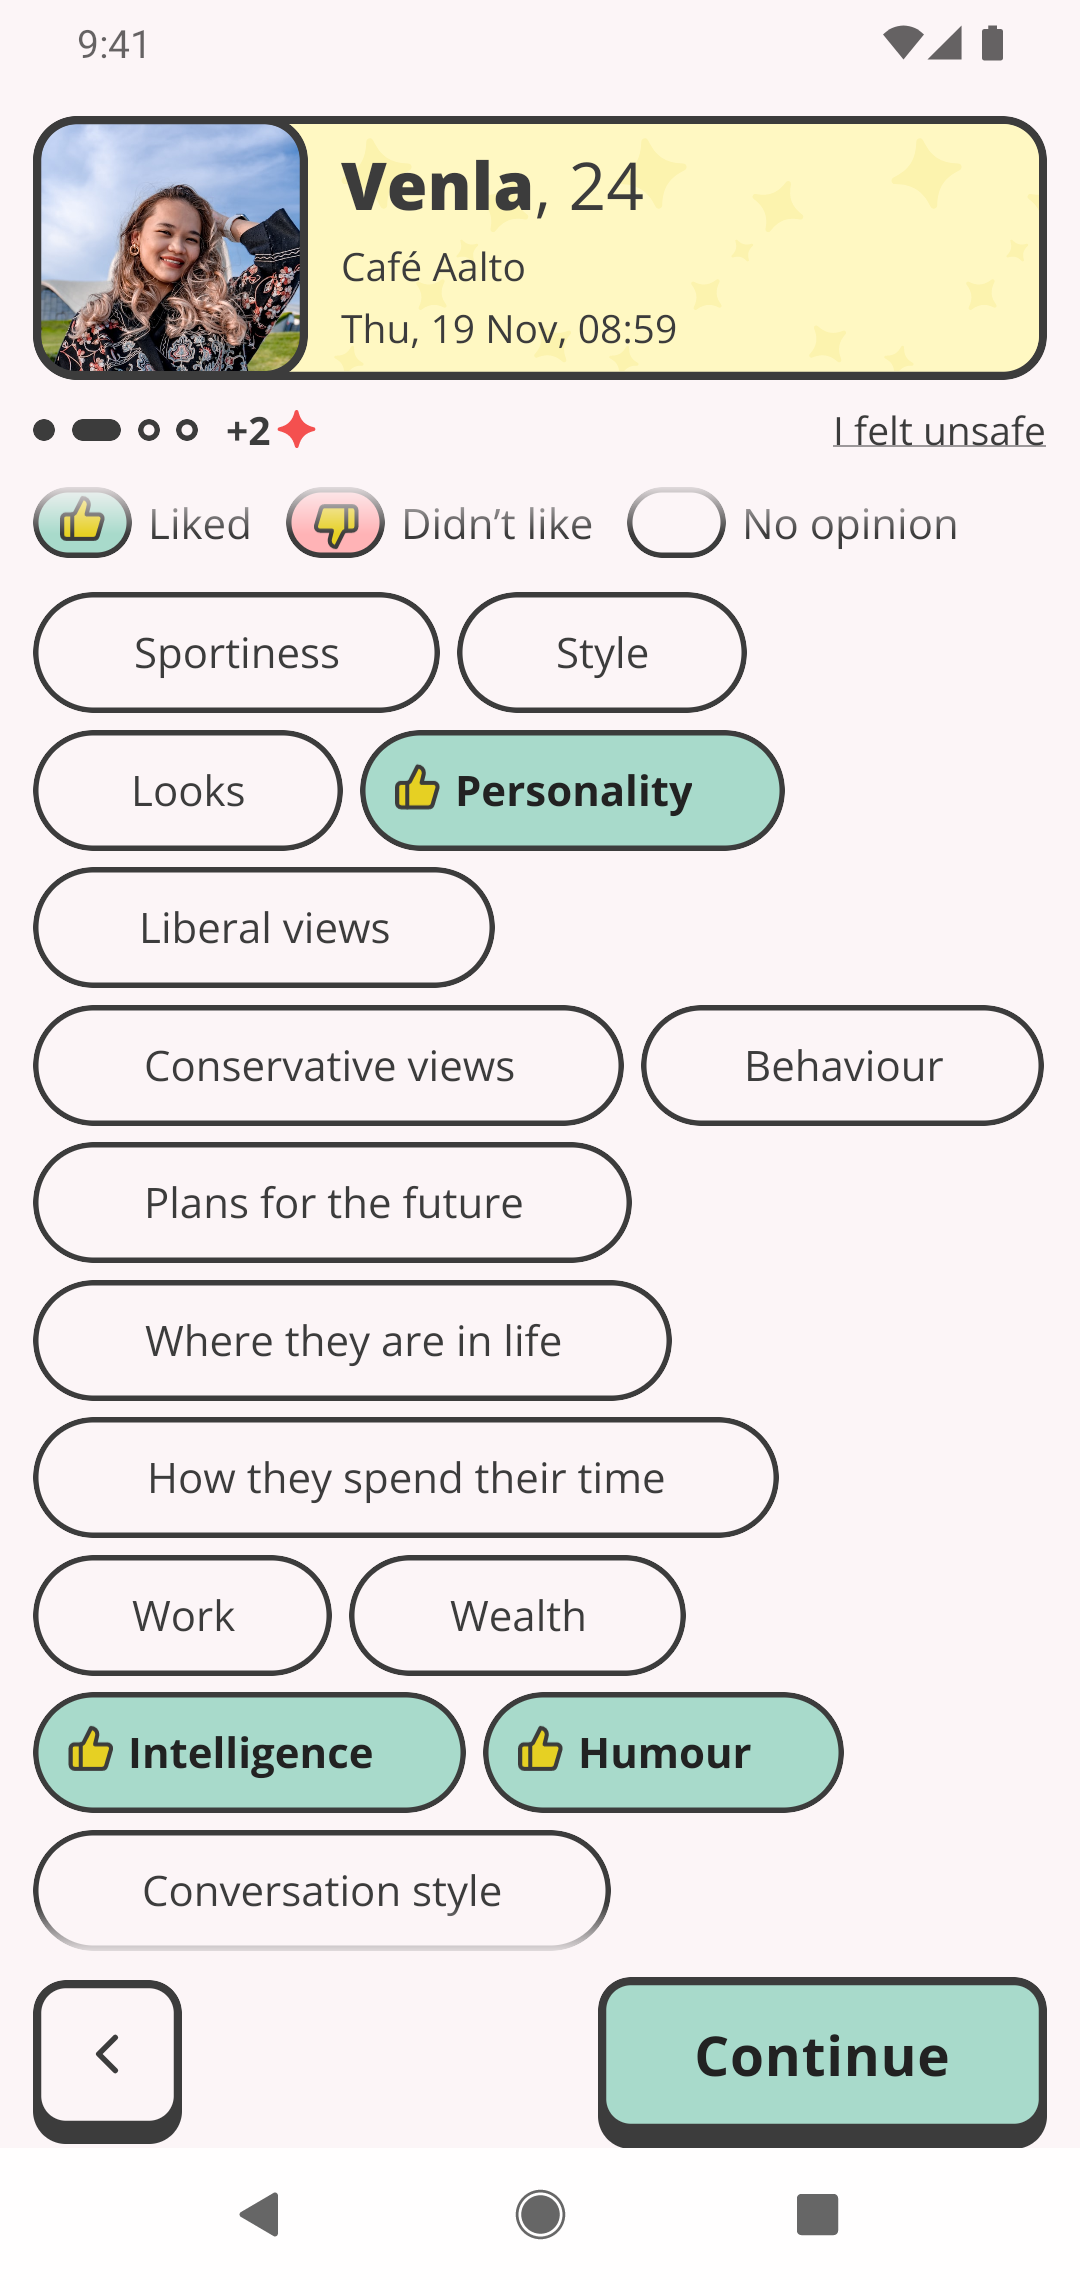 9:41
Venla, 24
Café Aalto
Thu, 19 Nov, 08:59
+2 I felt unsafe
Liked Didn’t like No opinion
Sportiness Style
Looks Personality
Liberal views
Conservative views Behaviour
Plans for the future
Where they are in life
How they spend their time
Work Wealth
Intelligence Humour
Conversation style
Continue